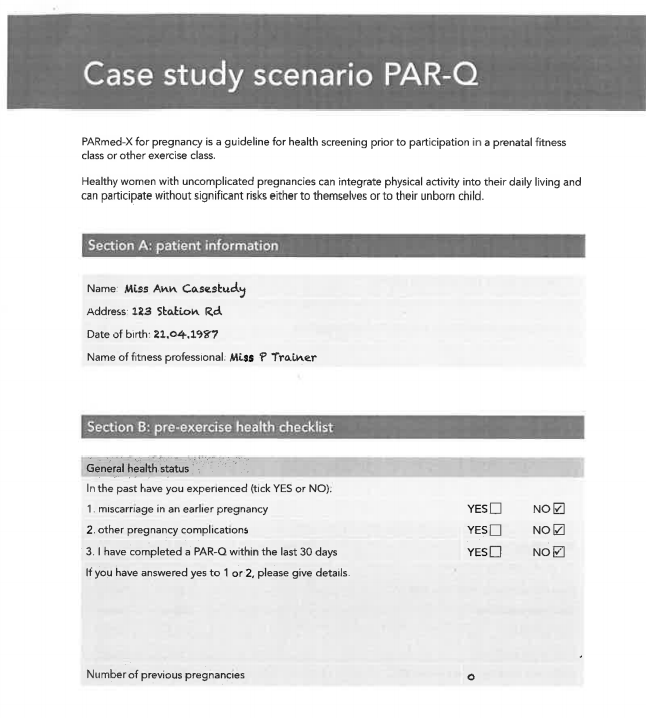 Case study scenario PAR-Q
PARmed-X for pregnancy is a guideline for health screening prior to participation in a prenatal fitness
class or other exercise class.
Healthy women with uncomplicated pregnancies can integrate physical activity into their daily living and
can participate without significant risks either to themselves or to their unborn child.
Section A: patient information
Name: Miss Ann Casestudy
Address: 123 Station Rd
Date of birth: 21.04.1987
Name of fitness professional: Miss P Trainer
Section B: pre-exercise health checklist
General health status
In the past have you experienced (tick YES or NO):
1. miscarriage in an earlier pregnancy YES☐ NO☑
2. other pregnancy complications YES☐ NO☑
3. I have completed a PAR-Q within the last 30 days YES☐ NO☑
If you have answered yes to 1 or 2, please give details.
Number of previous pregnancies 0